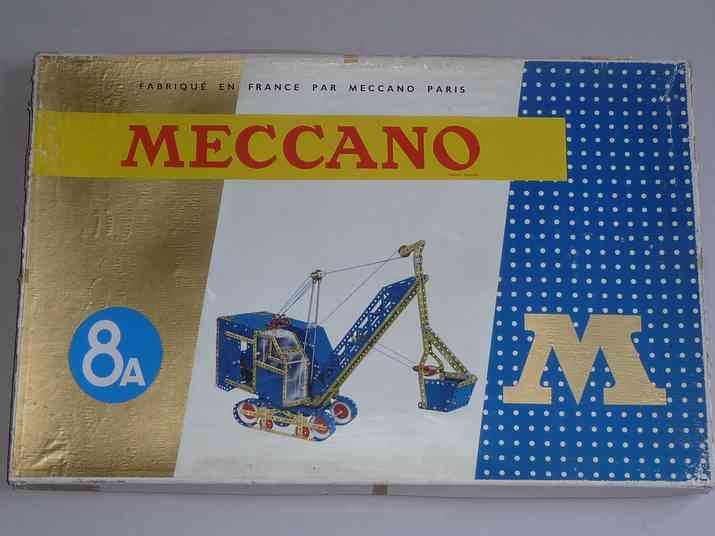 FABRIQUÉ EN FRANCE PAR MECCANO PARIS
MECCANO
8A
M